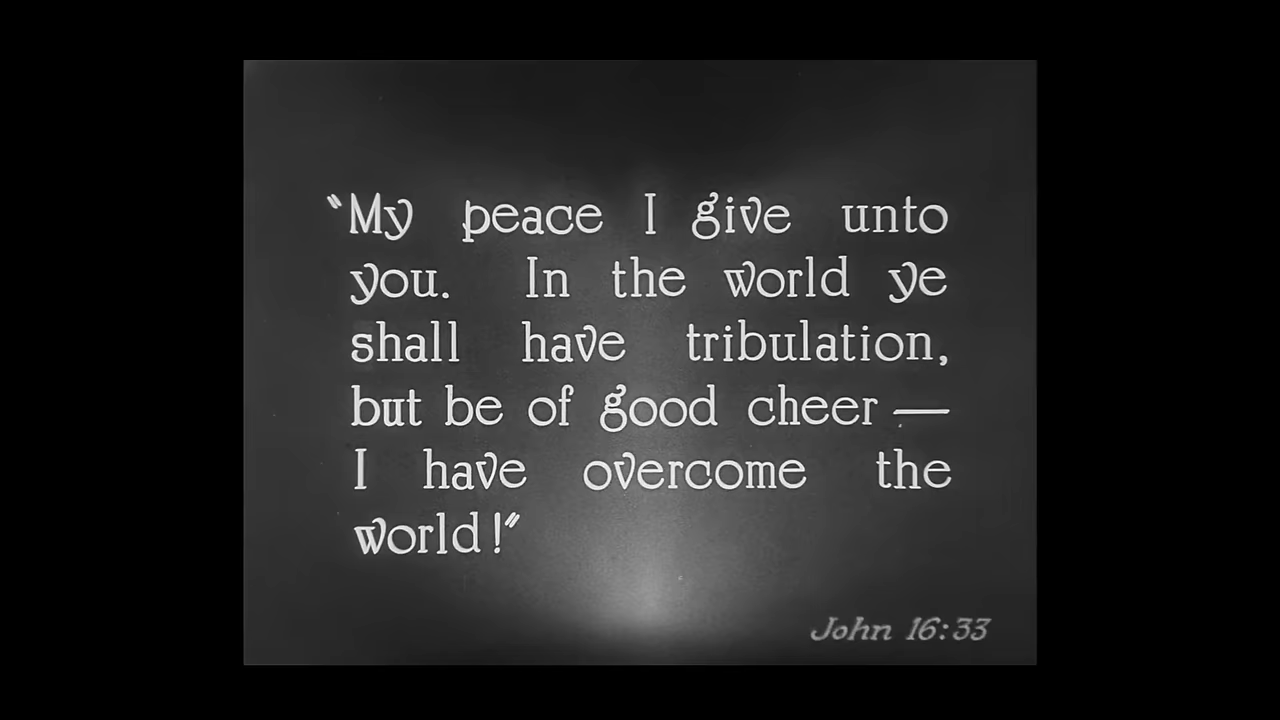 “My peace I give unto
you. In the world ye
shall have tribulation,
but be of good cheer —
I have overcome the
world!”
John 16:33